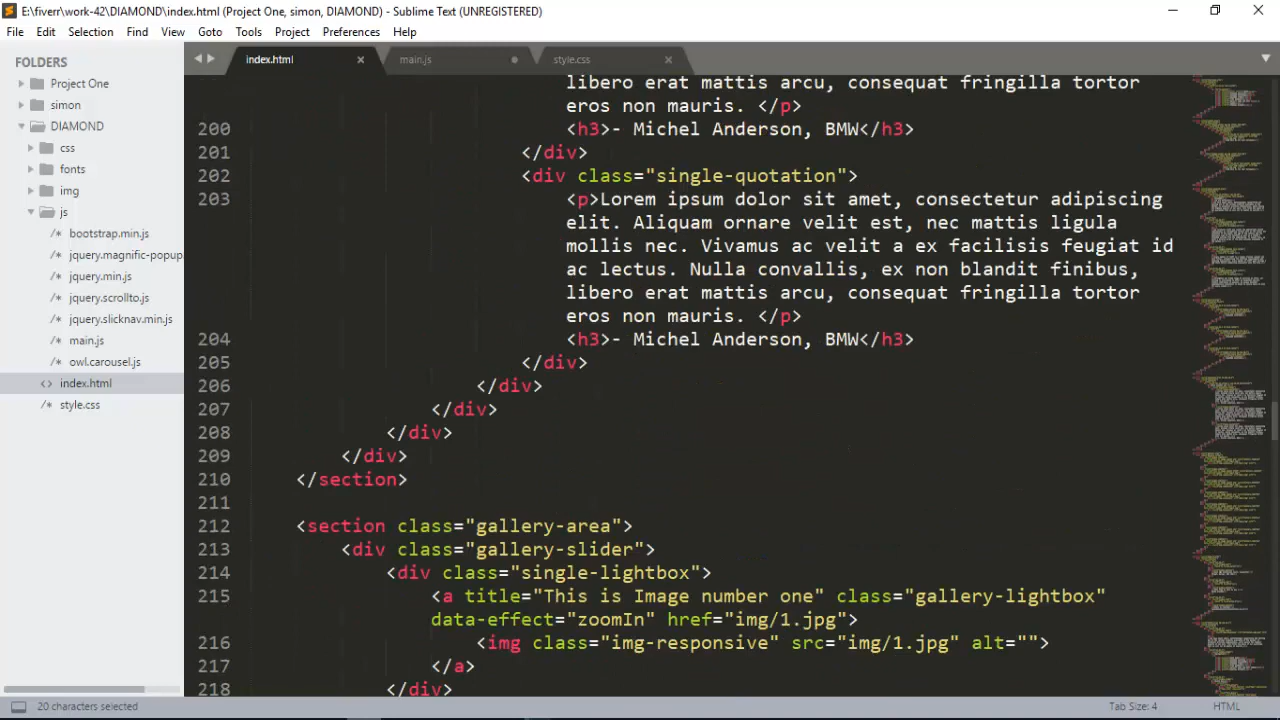 E:\fiverr\work-42\DIAMOND\index.html (Project One, simon, DIAMOND) - Sublime Text (UNREGISTERED)
File Edit Selection Find View Goto Tools Project Preferences Help
FOLDERS
Project One
simon
DIAMOND
css
fonts
img
js
/* bootstrap.min.js
/* jquery.magnific-popup
/* jquery.min.js
/* jquery.scrollto.js
/* jquery.slicknav.min.js
/* main.js
/* owl.carousel.js
<> index.html
/* style.css
index.html main.js style.css
libero erat mattis arcu, consequat fringilla tortor
eros non mauris. </p>
200 <h3>- Michel Anderson, BMW</h3>
201 </div>
202 <div class="single-quotation">
203 <p>Lorem ipsum dolor sit amet, consectetur adipiscing
elit. Aliquam ornare velit est, nec mattis ligula
mollis nec. Vivamus ac velit a ex facilisis feugiat id
ac lectus. Nulla convallis, ex non blandit finibus,
libero erat mattis arcu, consequat fringilla tortor
eros non mauris. </p>
204 <h3>- Michel Anderson, BMW</h3>
205 </div>
206 </div>
207 </div>
208 </div>
209 </div>
210 </section>
211
212 <section class="gallery-area">
213 <div class="gallery-slider">
214 <div class="single-lightbox">
215 <a title="This is Image number one" class="gallery-lightbox"
data-effect="zoomIn" href="img/1.jpg">
216 <img class="img-responsive" src="img/1.jpg" alt="">
217 </a>
218 </div>
20 characters selected Tab Size: 4 HTML